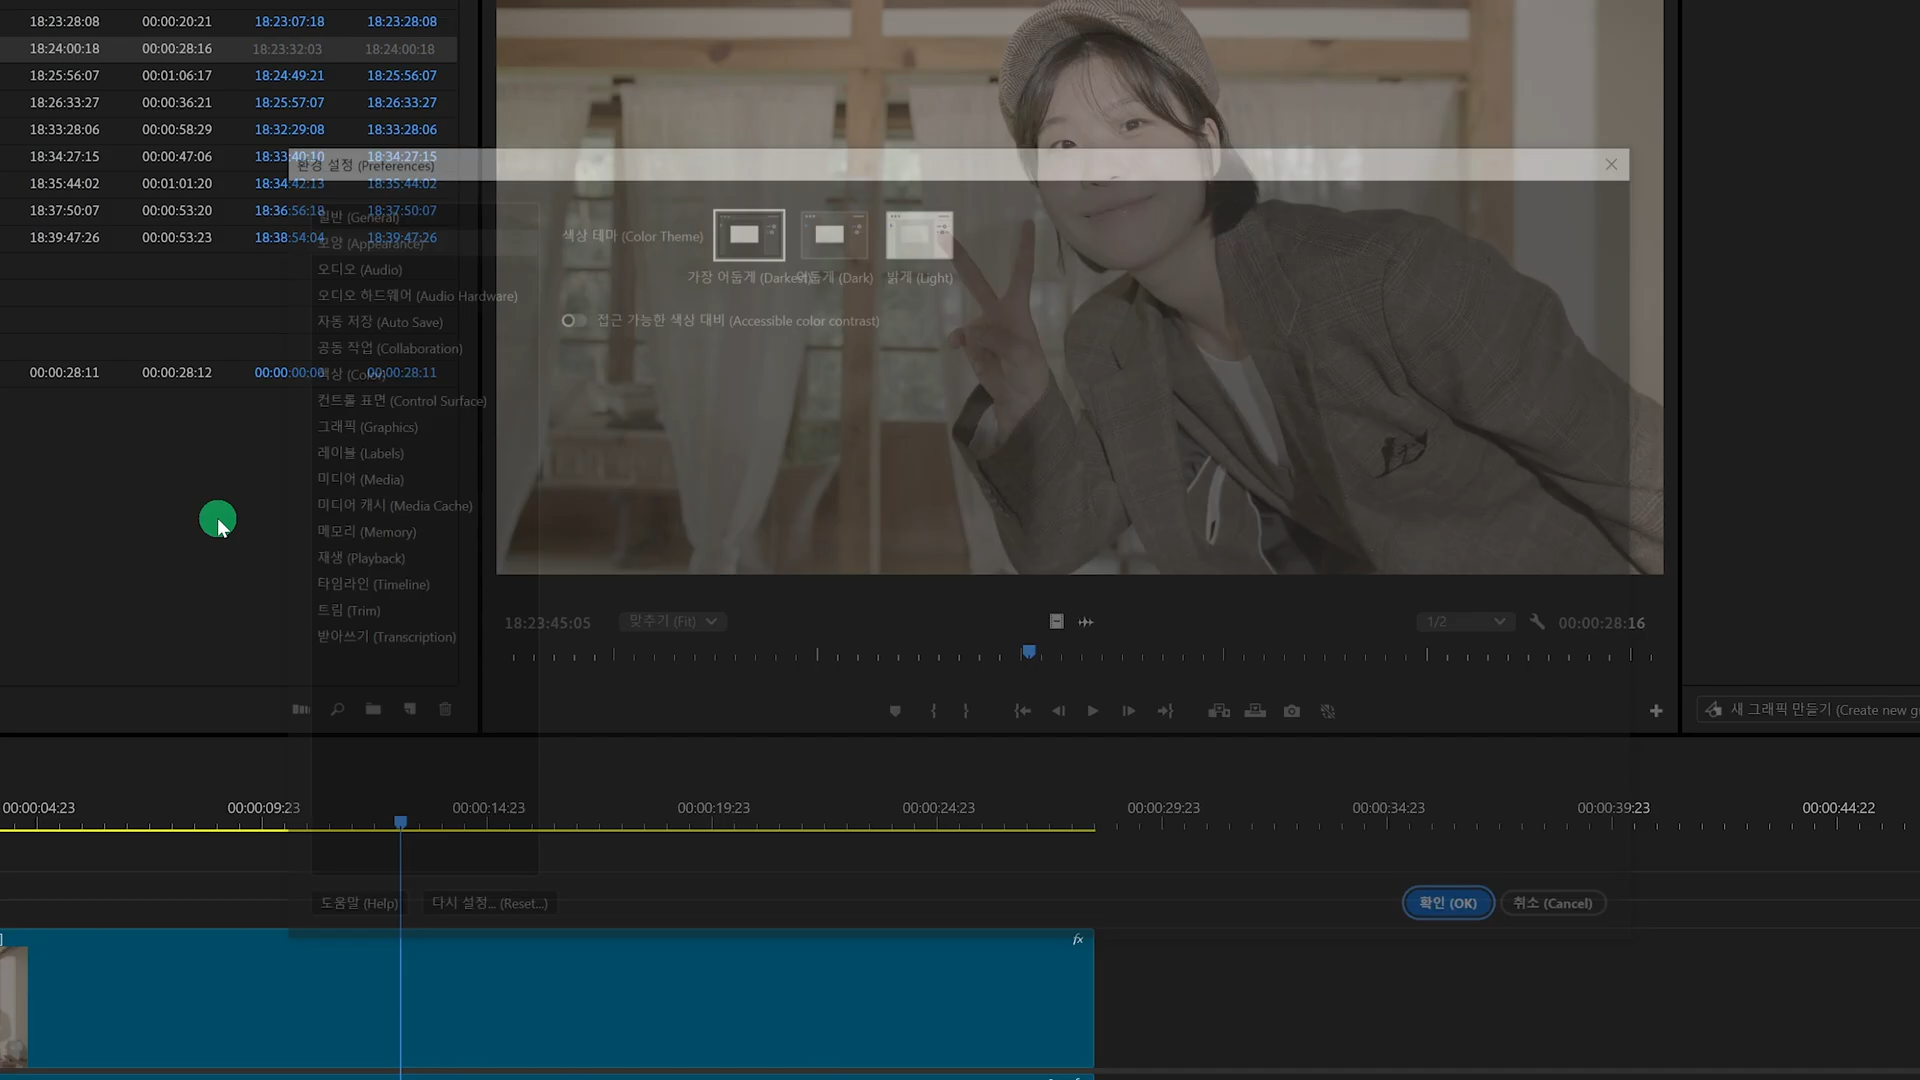 18:23:28:08 00:00:20:21 18:23:07:18 18:23:28:08
18:24:00:18 00:00:28:16 18:23:32:03 18:24:00:18
18:25:56:07 00:01:06:17 18:24:49:21 18:25:56:07
18:26:33:27 00:00:36:21 18:25:57:07 18:26:33:27
18:33:28:06 00:00:58:29 18:32:29:08 18:33:28:06
18:34:27:15 00:00:47:06 18:33:40:10 18:34:27:15
18:35:44:02 00:01:01:20 18:34:42:13 18:35:44:02
18:37:50:07 00:00:53:20 18:36:56:18 18:37:50:07
18:39:47:26 00:00:53:23 18:38:54:04 18:39:47:26
00:00:28:11 00:00:28:12 00:00:00:00 00:00:28:11
환경 설정 (Preferences)
일반 (General)
모양 (Appearance)
오디오 (Audio)
오디오 하드웨어 (Audio Hardware)
자동 저장 (Auto Save)
공동 작업 (Collaboration)
색상 (Color)
컨트롤 표면 (Control Surface)
그래픽 (Graphics)
레이블 (Labels)
미디어 (Media)
미디어 캐시 (Media Cache)
메모리 (Memory)
재생 (Playback)
타임라인 (Timeline)
트림 (Trim)
받아쓰기 (Transcription)
색상 테마 (Color Theme)
가장 어둡게 (Darkest) 어둡게 (Dark) 밝게 (Light)
접근 가능한 색상 대비 (Accessible color contrast)
18:23:45:05 맞추기 (Fit) 1/2 00:00:28:16
새 그래픽 만들기 (Create new g
00:00:04:23 00:00:09:23 00:00:14:23 00:00:19:23 00:00:24:23 00:00:29:23 00:00:34:23 00:00:39:23 00:00:44:22
도움말 (Help) 다시 설정... (Reset...) 확인 (OK) 취소 (Cancel)
] fx